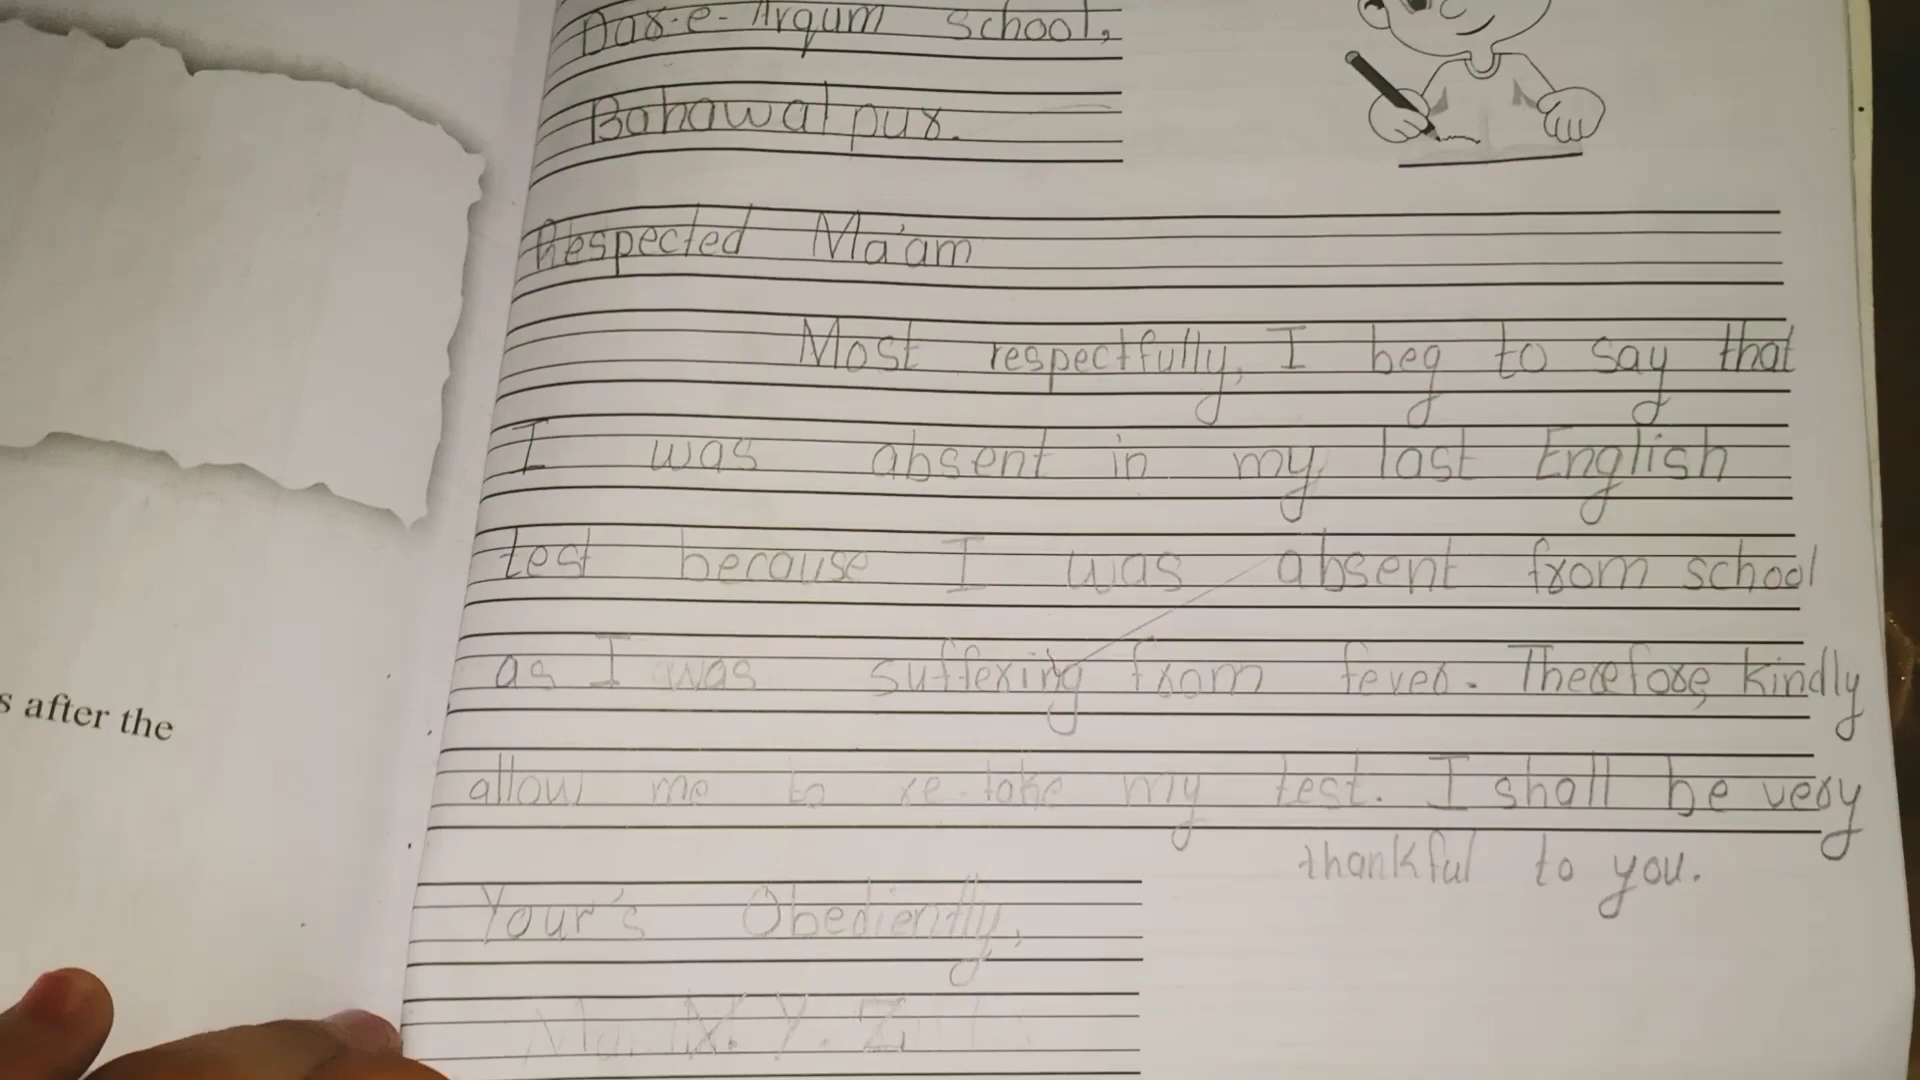 Dar-e-Arqum school,
Bahawalpur.
Respected Ma'am
Most respectfully, I beg to say that
I was absent in my last English
test because I was absent from school
as I was suffering from fever. Therefore, kindly
allow me to re-take my test. I shall be very
thankful to you.
Your's Obediently,
X. Y. Z
s after the